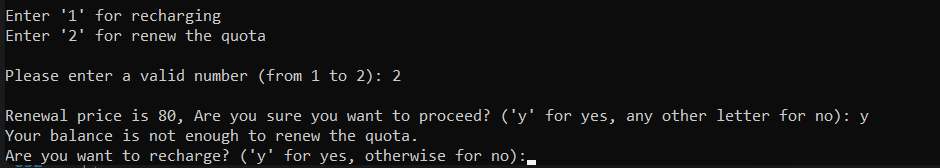 Enter '1' for recharging
Enter '2' for renew the quota
Please enter a valid number (from 1 to 2): 2
Renewal price is 80, Are you sure you want to proceed? ('y' for yes, any other letter for no): y
Your balance is not enough to renew the quota.
Are you want to recharge? ('y' for yes, otherwise for no):